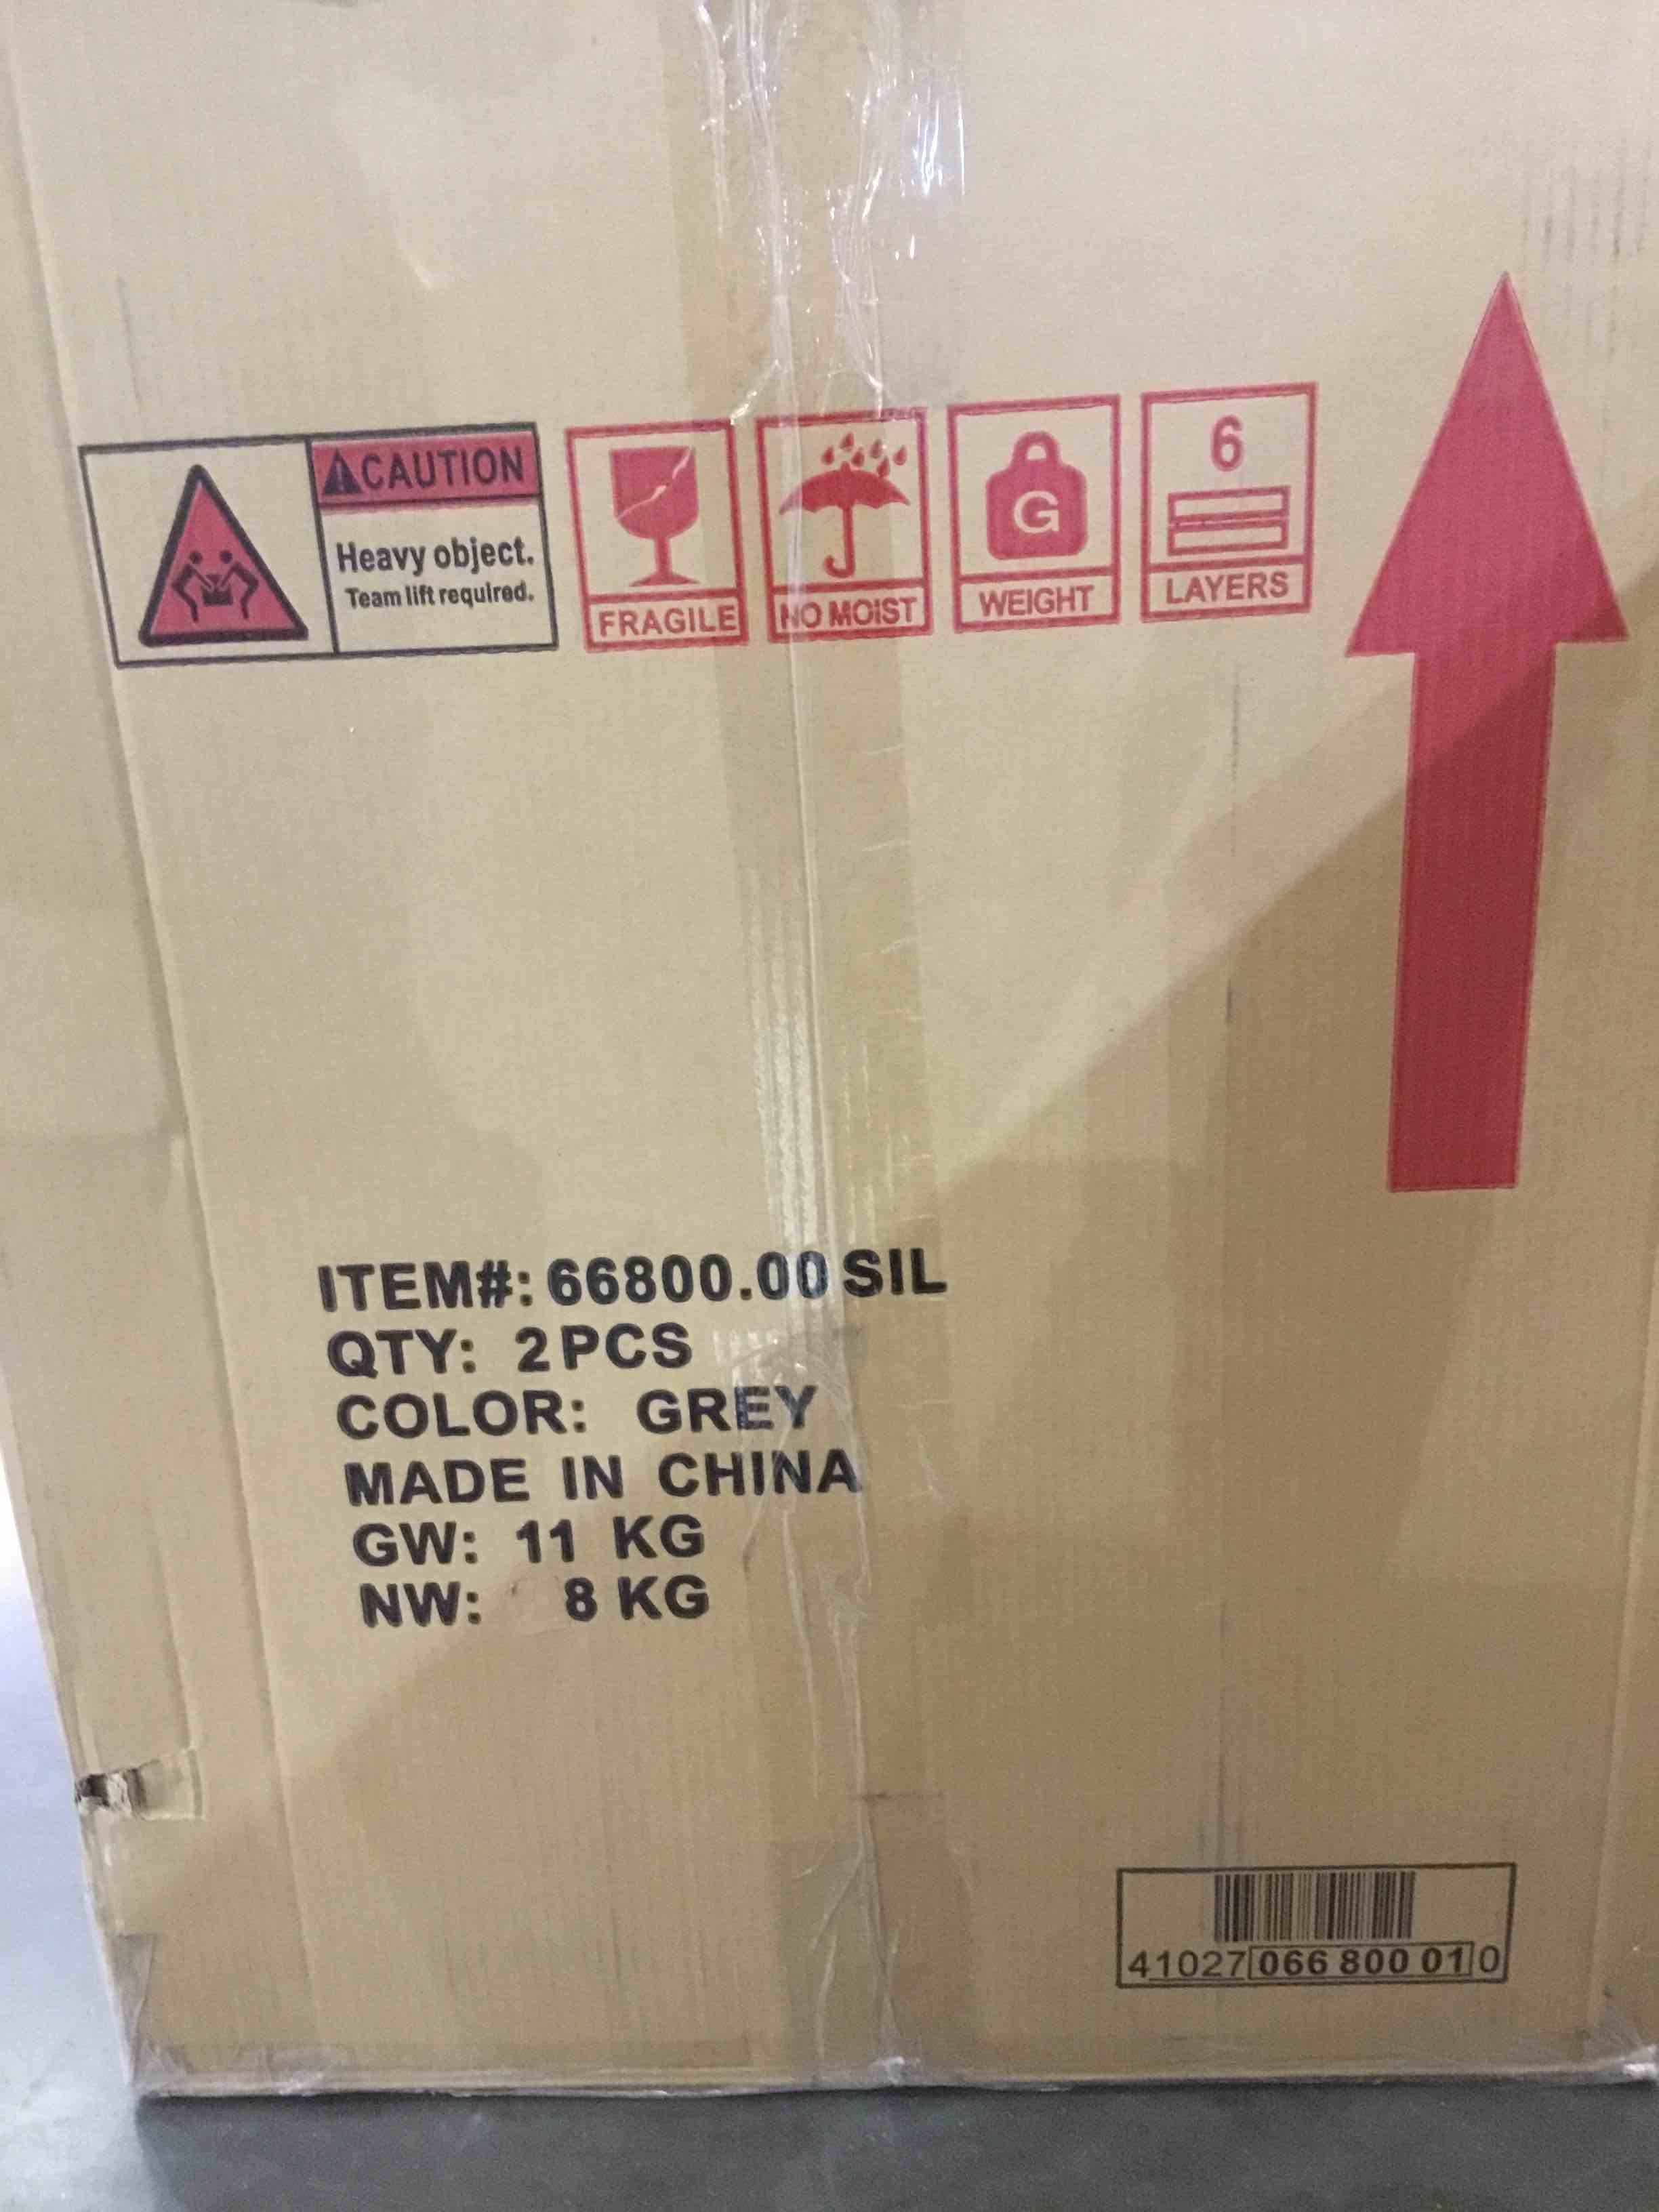 CAUTION
Heavy object.
Team lift required.
FRAGILE
NO MOIST
G
WEIGHT
6
LAYERS
ITEM#: 66800.00 SIL
QTY: 2PCS
COLOR: GREY
MADE IN CHINA
GW: 11 KG
NW: 8 KG
41027 066 800 01 0